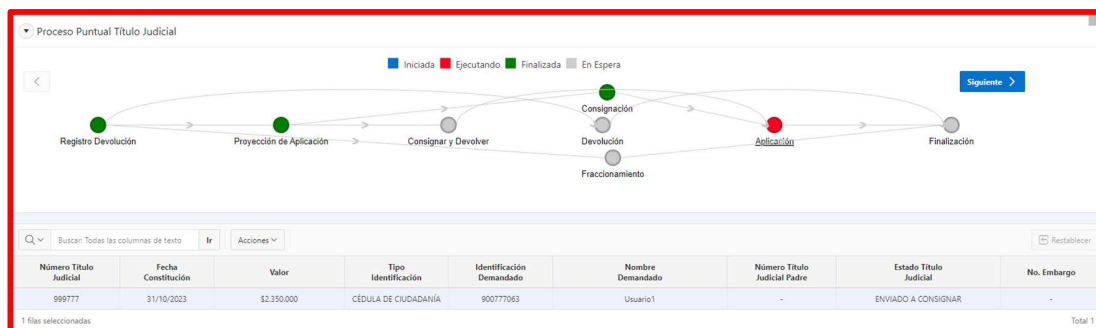 Proceso Puntual Título Judicial
Iniciada Ejecutando Finalizada En Espera
Siguiente
Consignación
Registro Devolución Proyección de Aplicación Consignar y Devolver Devolución Aplicación Finalización
Fraccionamiento
Buscar: Todas las columnas de texto Ir Acciones Restablecer
Número Título Judicial Fecha Constitución Valor Tipo Identificación Identificación Demandado Nombre Demandado Número Título Judicial Padre Estado Título Judicial No. Embargo
999777 31/10/2023 $2.350.000 CÉDULA DE CIUDADANÍA 900777063 Usuario1 - ENVIADO A CONSIGNAR -
1 filas seleccionadas Total 1